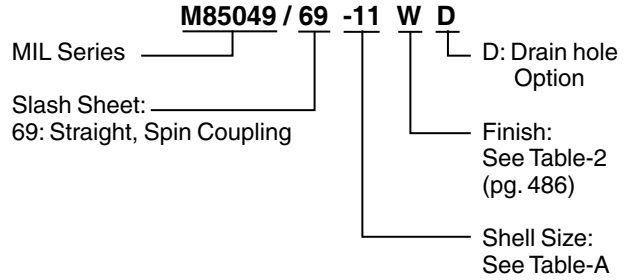 M85049 / 69 -11 W D
MIL Series
D: Drain hole
Option
Slash Sheet:
69: Straight, Spin Coupling
Finish:
See Table-2
(pg. 486)
Shell Size:
See Table-A